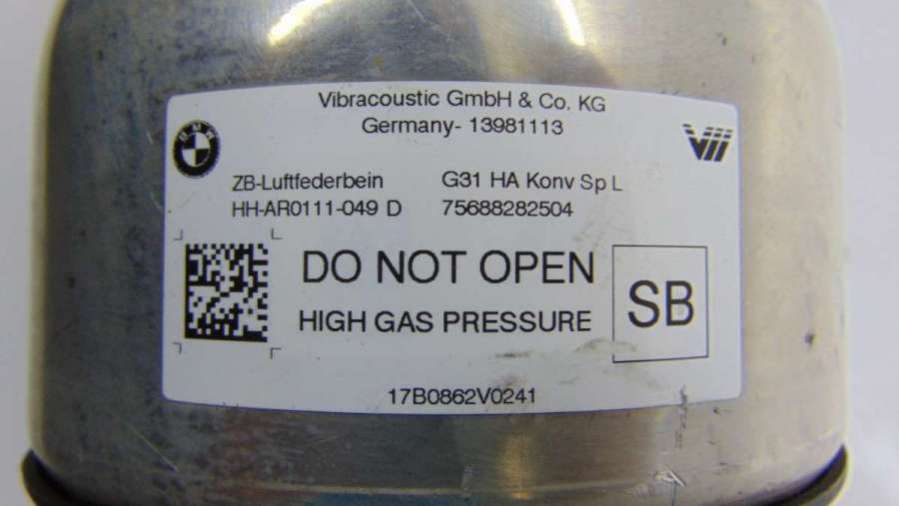 Vibracoustic GmbH & Co. KG
Germany- 13981113
BMW
ZB-Luftfederbein G31 HA Konv Sp L
HH-AR0111-049 D 75688282504
DO NOT OPEN
HIGH GAS PRESSURE
SB
17B0862V0241